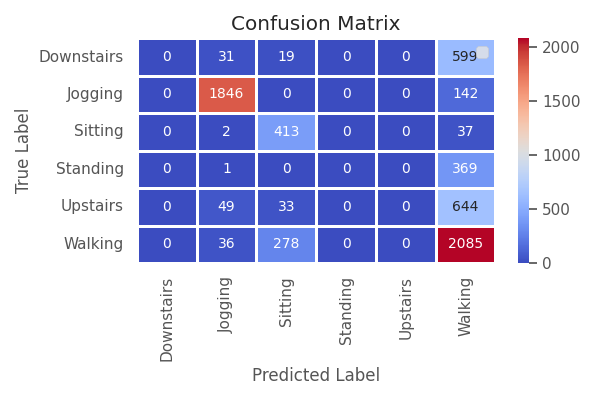 Confusion Matrix
True Label
Downstairs 0 31 19 0 0 599
Jogging 0 1846 0 0 0 142
Sitting 0 2 413 0 0 37
Standing 0 1 0 0 0 369
Upstairs 0 49 33 0 0 644
Walking 0 36 278 0 0 2085
Downstairs Jogging Sitting Standing Upstairs Walking
Predicted Label
2000
1500
1000
500
0